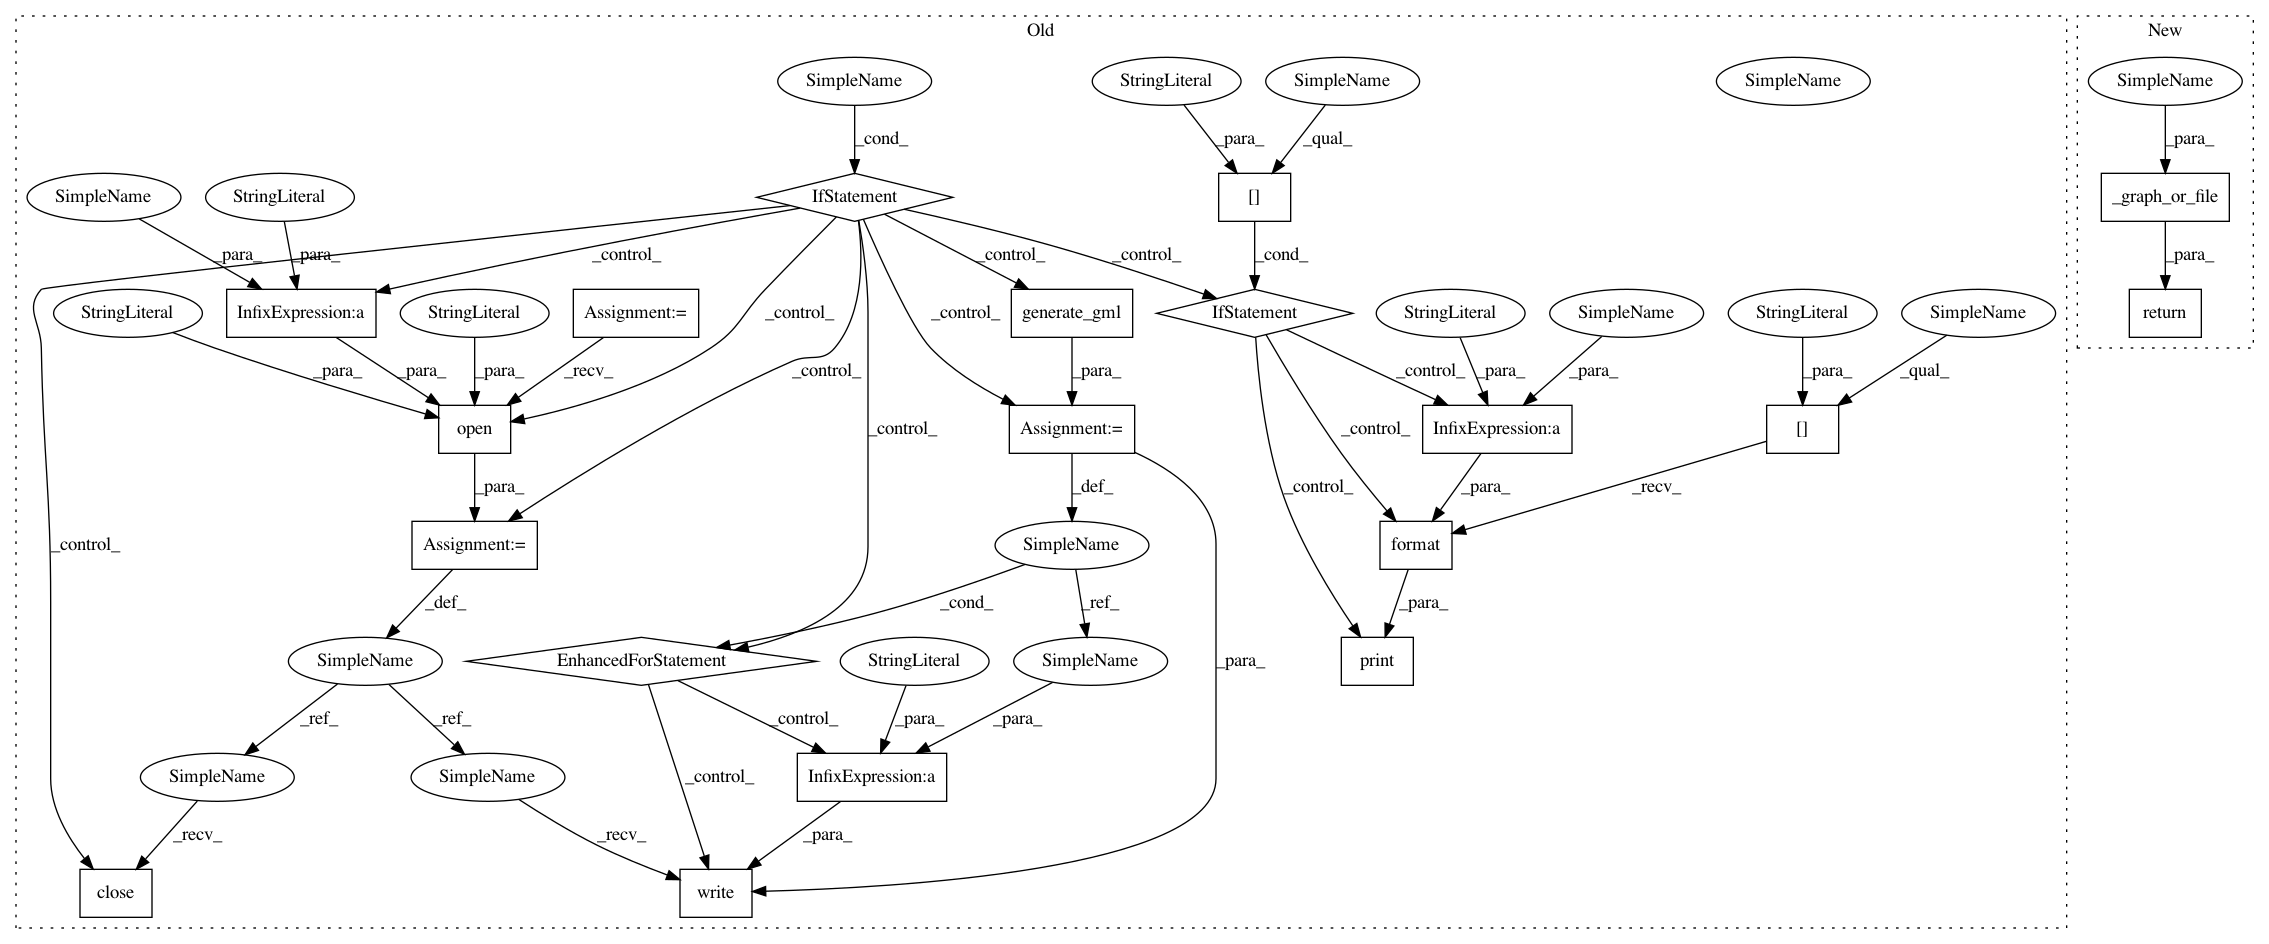 Old
New
SimpleName
StringLiteral
SimpleName
SimpleName
SimpleName
_cond_
_para_
_qual_
_para_
SimpleName
StringLiteral
IfStatement
[]
_graph_or_file
_para_
_para_
_control_
_control_
_control_
_cond_
_para_
StringLiteral
InfixExpression:a
StringLiteral
Assignment:=
_control_
_control_
generate_gml
IfStatement
StringLiteral
SimpleName
StringLiteral
SimpleName
return
_para_
_para_
_para_
_recv_
_control_
_para_
_control_
_para_
_para_
_para_
_qual_
open
_control_
Assignment:=
_control_
InfixExpression:a
[]
_para_
_def_
_control_
_para_
_recv_
_control_
Assignment:=
SimpleName
format
_def_
_cond_
_ref_
_para_
SimpleName
EnhancedForStatement
StringLiteral
SimpleName
_para_
print
_ref_
_ref_
_control_
_para_
_para_
SimpleName
SimpleName
_control_
InfixExpression:a
_recv_
_recv_
_para_
close
write